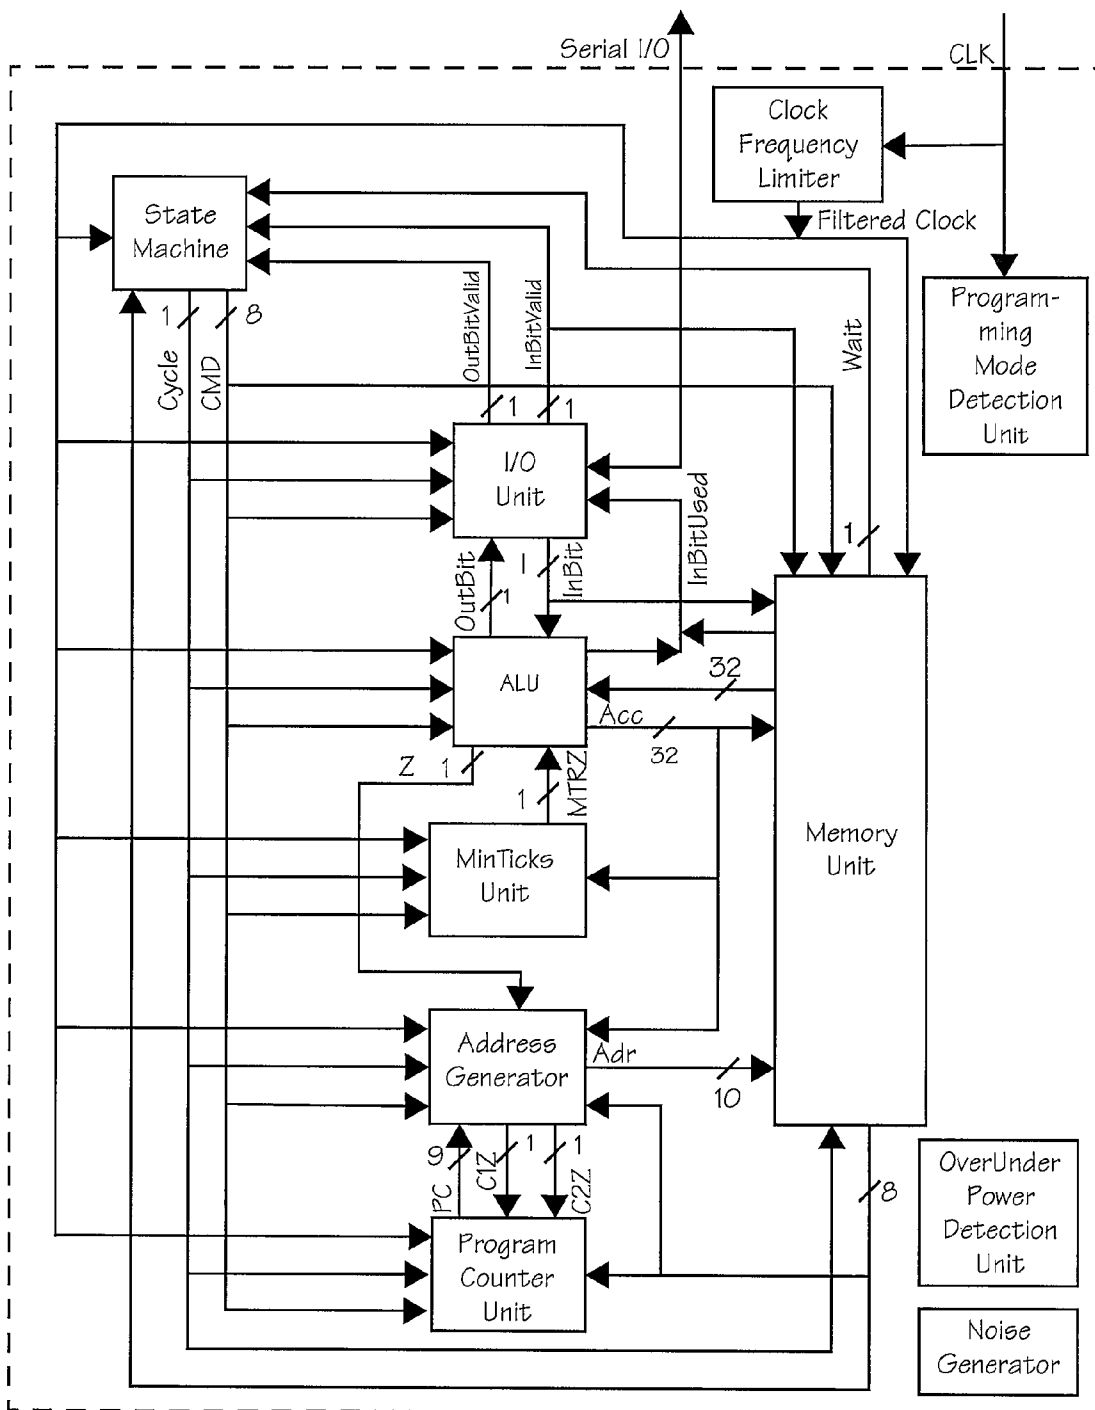 Serial I/O
CLK
Clock
Frequency
Limiter
Filtered Clock
State
Machine
Program-
ming
Mode
Detection
Unit
1
8
Cycle
CMD
OutBitValid
InBitValid
Wait
1
1
1
I/O
Unit
InBitUsed
OutBit
1
1
InBit
ALU
32
Acc
32
Z
1
1
MTRZ
MinTicks
Unit
Memory
Unit
Address
Generator
Adr
10
9
PC
C1Z
1
1
C2Z
8
Program
Counter
Unit
OverUnder
Power
Detection
Unit
Noise
Generator